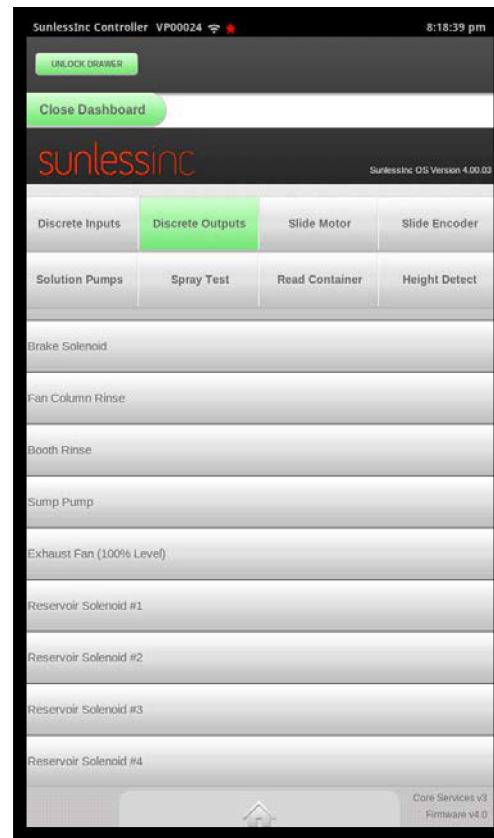 SunlessInc Controller VP00024 8:18:39 pm
UNLOCK DRAWER
Close Dashboard
sunlessinc
SunlessInc OS Version 4.00.03
Discrete Inputs Discrete Outputs Slide Motor Slide Encoder
Solution Pumps Spray Test Read Container Height Detect
Brake Solenoid
Fan Column Rinse
Booth Rinse
Sump Pump
Exhaust Fan (100% Level)
Reservoir Solenoid #1
Reservoir Solenoid #2
Reservoir Solenoid #3
Reservoir Solenoid #4
Core Services v3
Firmware v4.0